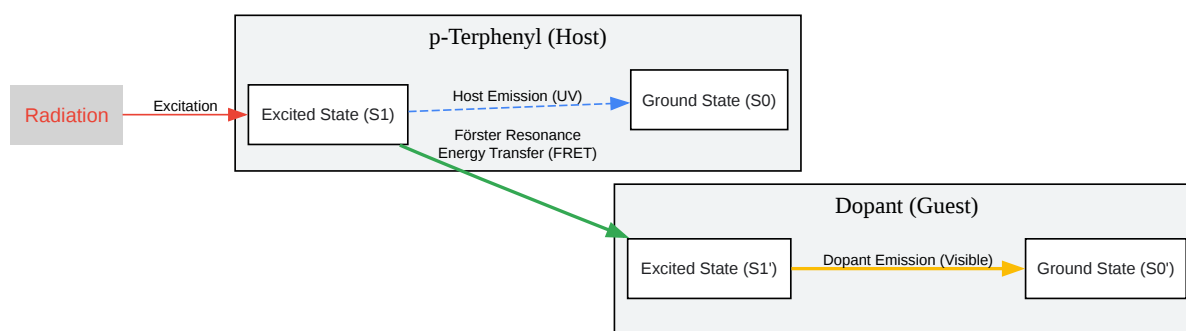 p-Terphenyl (Host)
Radiation
Excitation
Excited State (S1)
Host Emission (UV)
Ground State (S0)
Förster Resonance
Energy Transfer (FRET)
Dopant (Guest)
Excited State (S1')
Dopant Emission (Visible)
Ground State (S0')